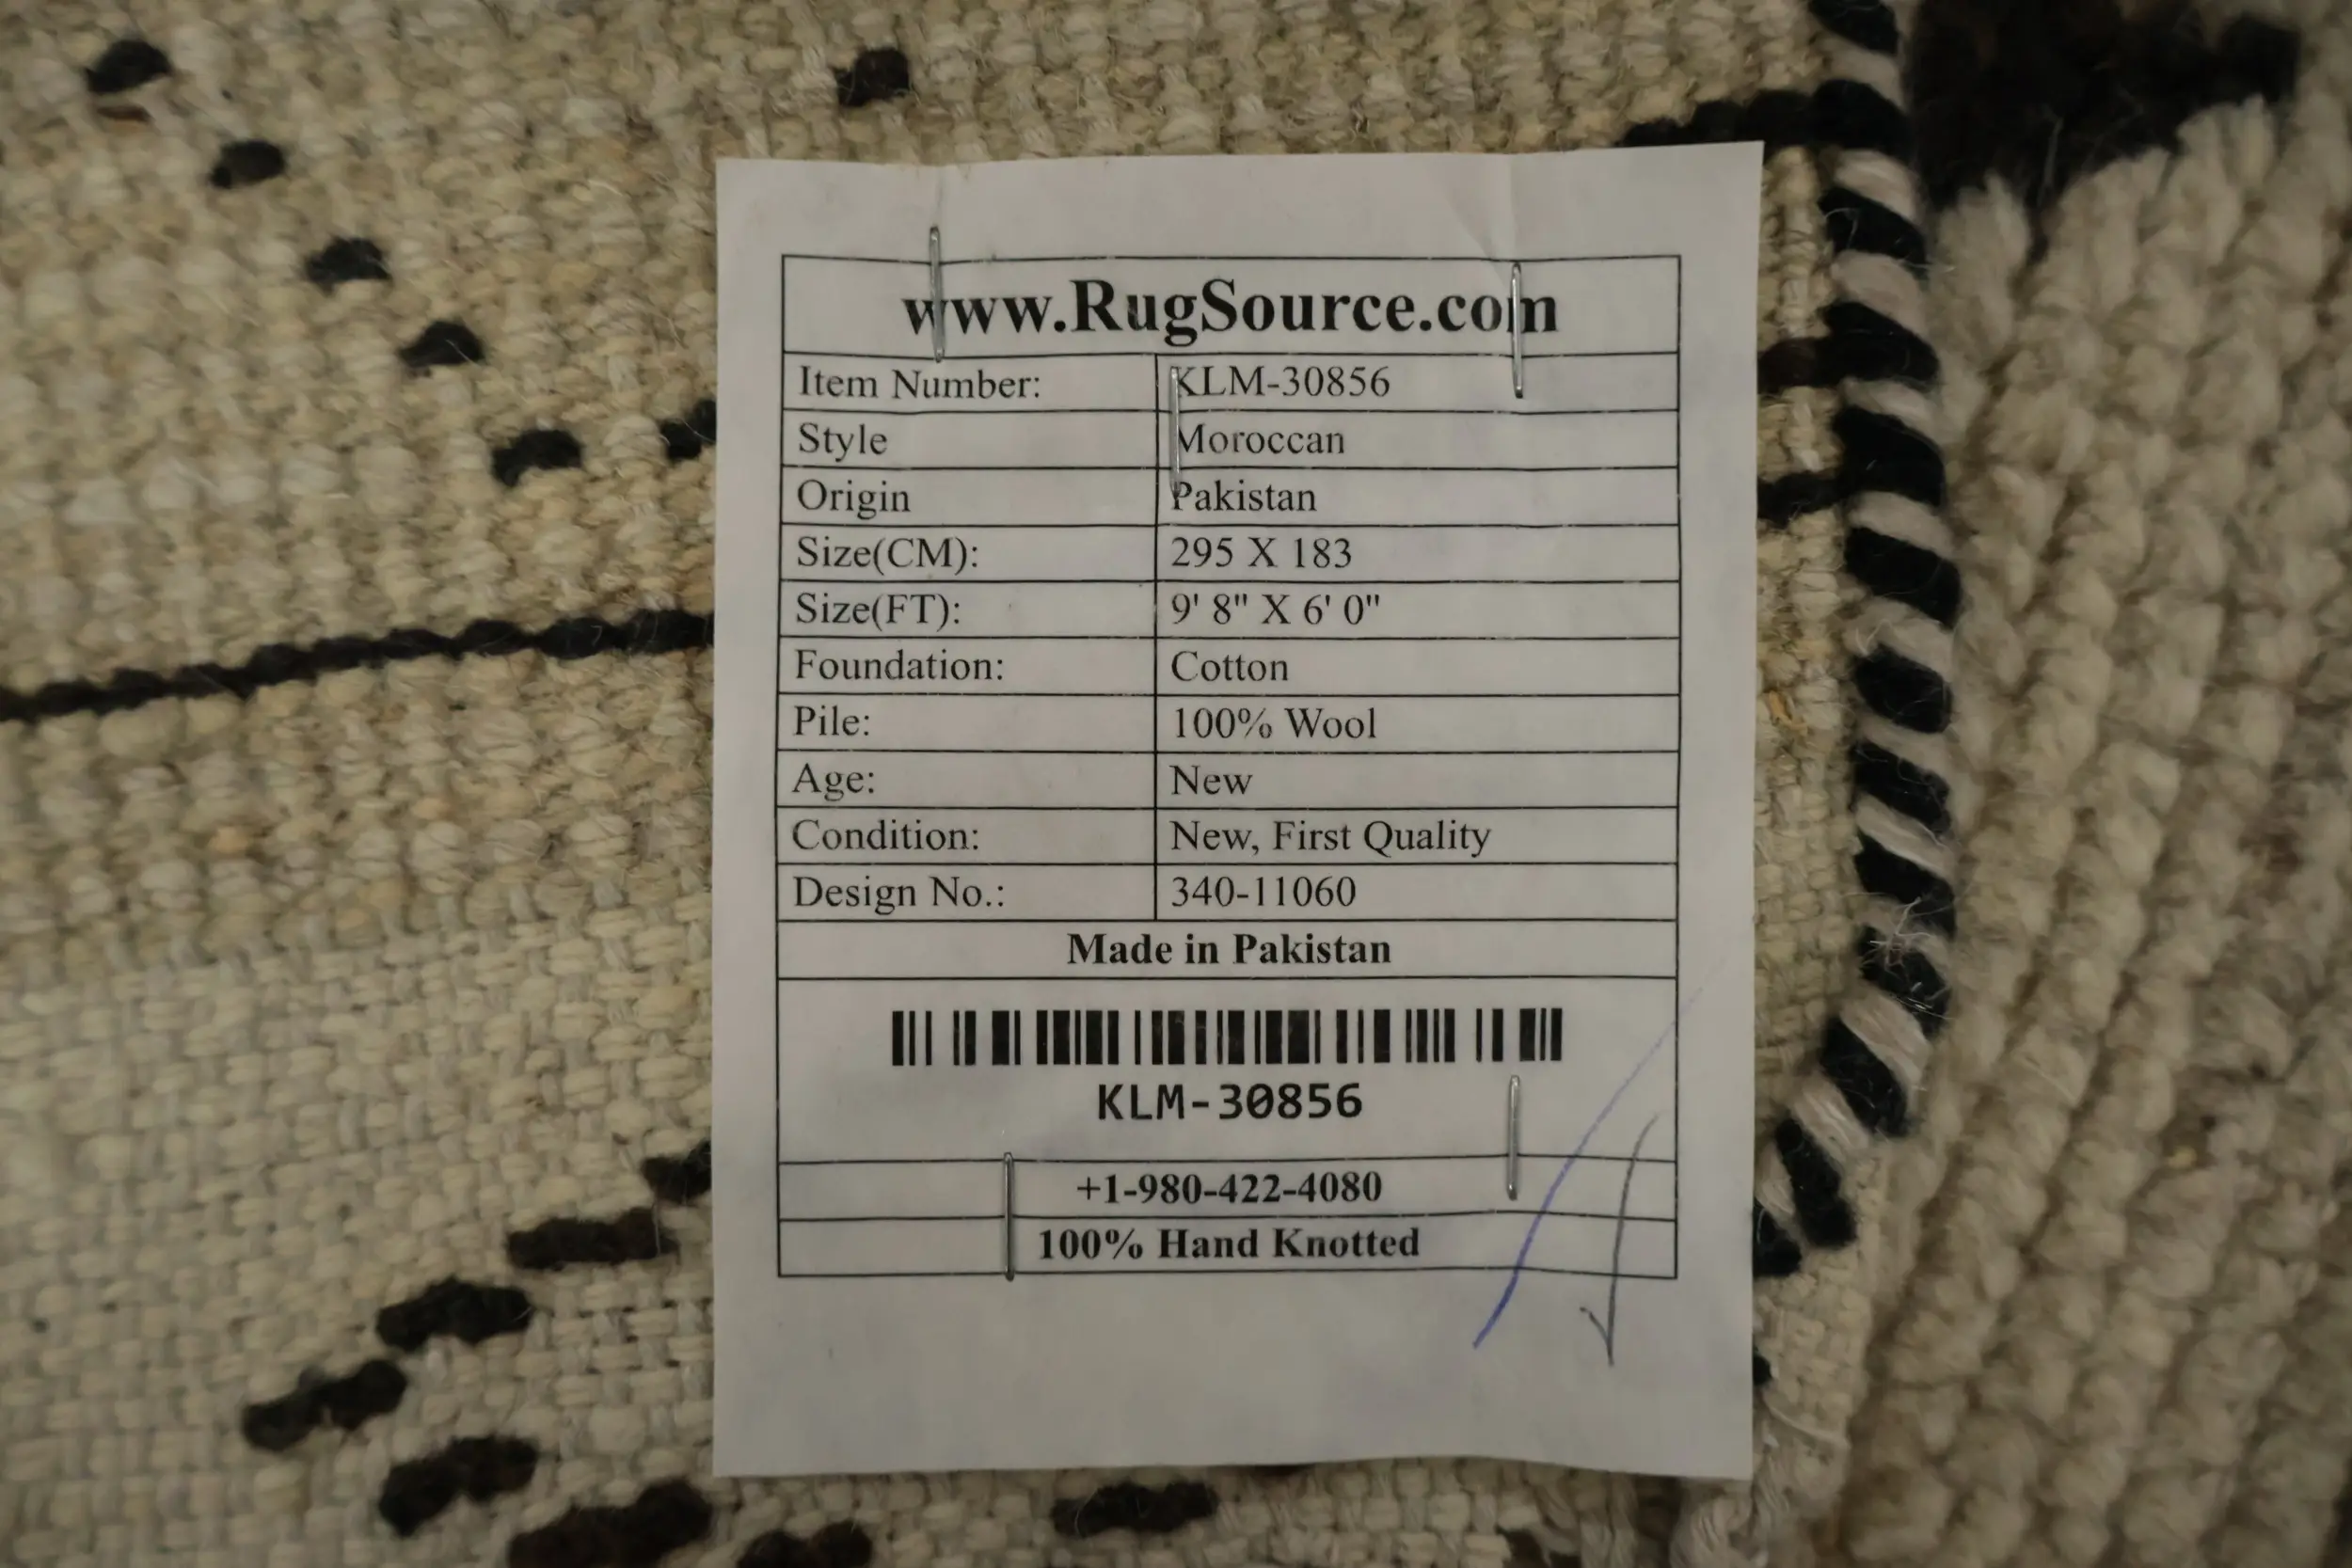 www.RugSource.com
Item Number: KLM-30856
Style Moroccan
Origin Pakistan
Size(CM): 295 X 183
Size(FT): 9' 8" X 6' 0"
Foundation: Cotton
Pile: 100% Wool
Age: New
Condition: New, First Quality
Design No.: 340-11060
Made in Pakistan
KLM-30856
+1-980-422-4080
100% Hand Knotted